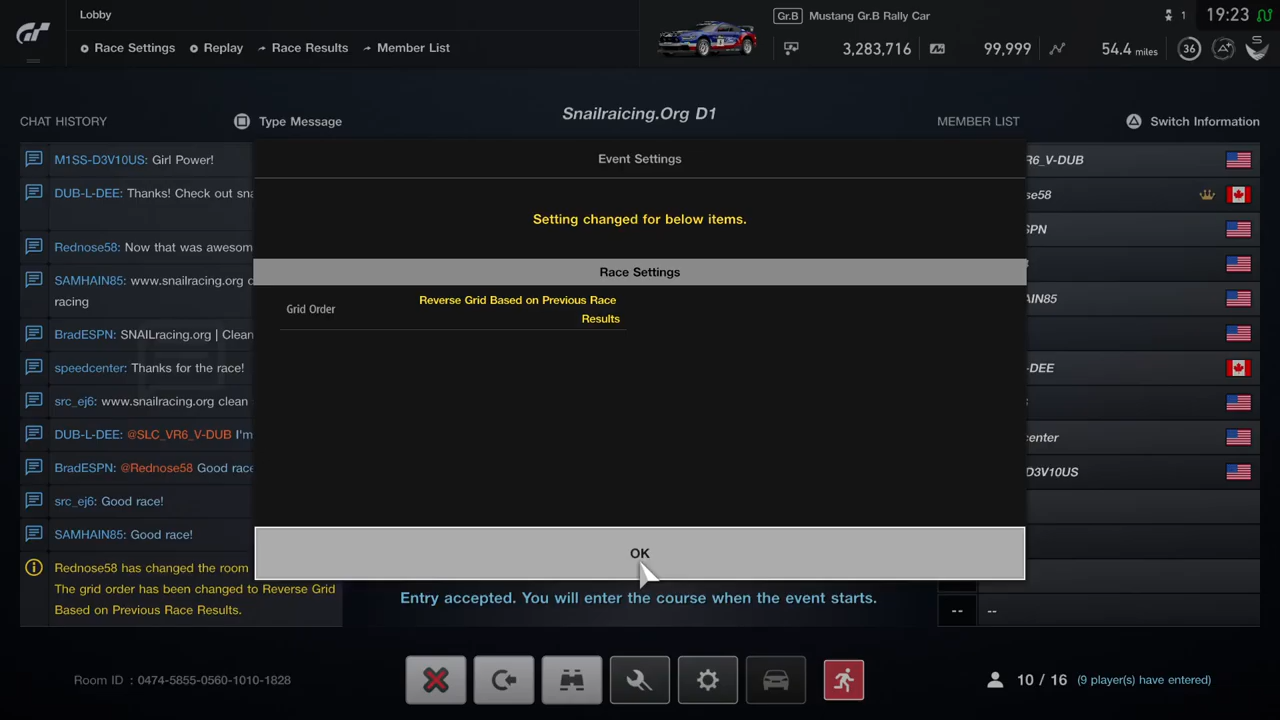 Lobby
Race Settings
Replay
Race Results
Member List
Gr.B Mustang Gr.B Rally Car
1 19:23
3,283,716
99,999
54.4 miles
36
S
CHAT HISTORY
Type Message
Snailraicing.Org D1
MEMBER LIST
Switch Information
M1SS-D3V10US: Girl Power!
DUB-L-DEE: Thanks! Check out sna
Rednose58: Now that was awesom
SAMHAIN85: www.snailracing.org c
racing
BradESPN: SNAILracing.org | Clean
speedcenter: Thanks for the race!
src_ej6: www.snailracing.org clean
DUB-L-DEE: @SLC_VR6_V-DUB I'm
BradESPN: @Rednose58 Good race
src_ej6: Good race!
SAMHAIN85: Good race!
Rednose58 has changed the room
The grid order has been changed to Reverse Grid
Based on Previous Race Results.
Event Settings
Setting changed for below items.
Race Settings
Grid Order
Reverse Grid Based on Previous Race
Results
OK
Entry accepted. You will enter the course when the event starts.
R6_V-DUB
se58
SPN
AIN85
-DEE
center
D3V10US
-- --
Room ID : 0474-5855-0560-1010-1828
10 / 16 (9 player(s) have entered)